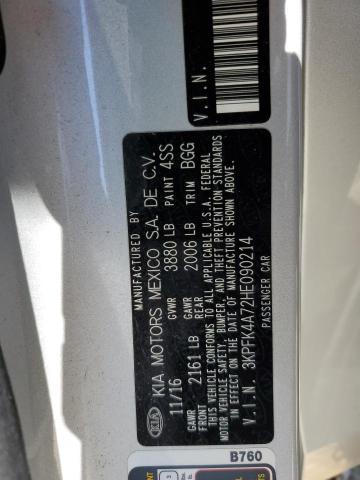 MANUFACTURED BY
KIA KIA MOTORS MEXICO S.A. DE C.V.
11/16 GVWR 3880 LB PAINT 4SS
GAWR FRONT 2161 LB GAWR REAR 2006 LB TRIM BGG
THIS VEHICLE CONFORMS TO ALL APPLICABLE U.S.A. FEDERAL
MOTOR VEHICLE SAFETY, BUMPER, AND THEFT PREVENTION STANDARDS
IN EFFECT ON THE DATE OF MANUFACTURE SHOWN ABOVE.
V.I.N. 3KPFK4A72HE090214
PASSENGER CAR
V.I.N.
B760